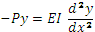 -Py = EI d²y/dx²